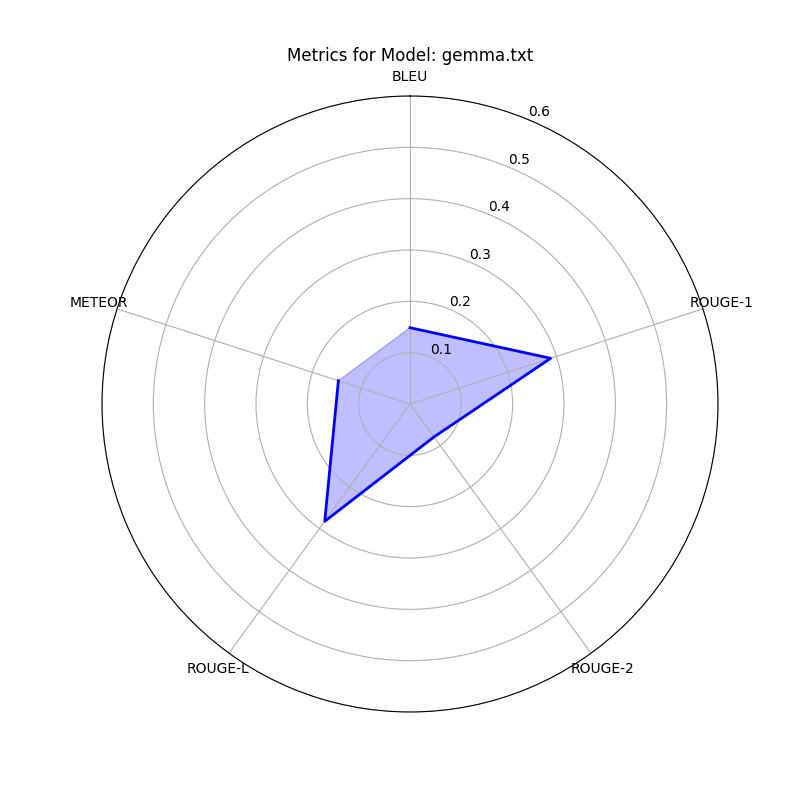 Metrics for Model: gemma.txt
BLEU
0.6
0.5
0.4
0.3
METEOR
ROUGE-1
0.2
0.1
ROUGE-L
ROUGE-2